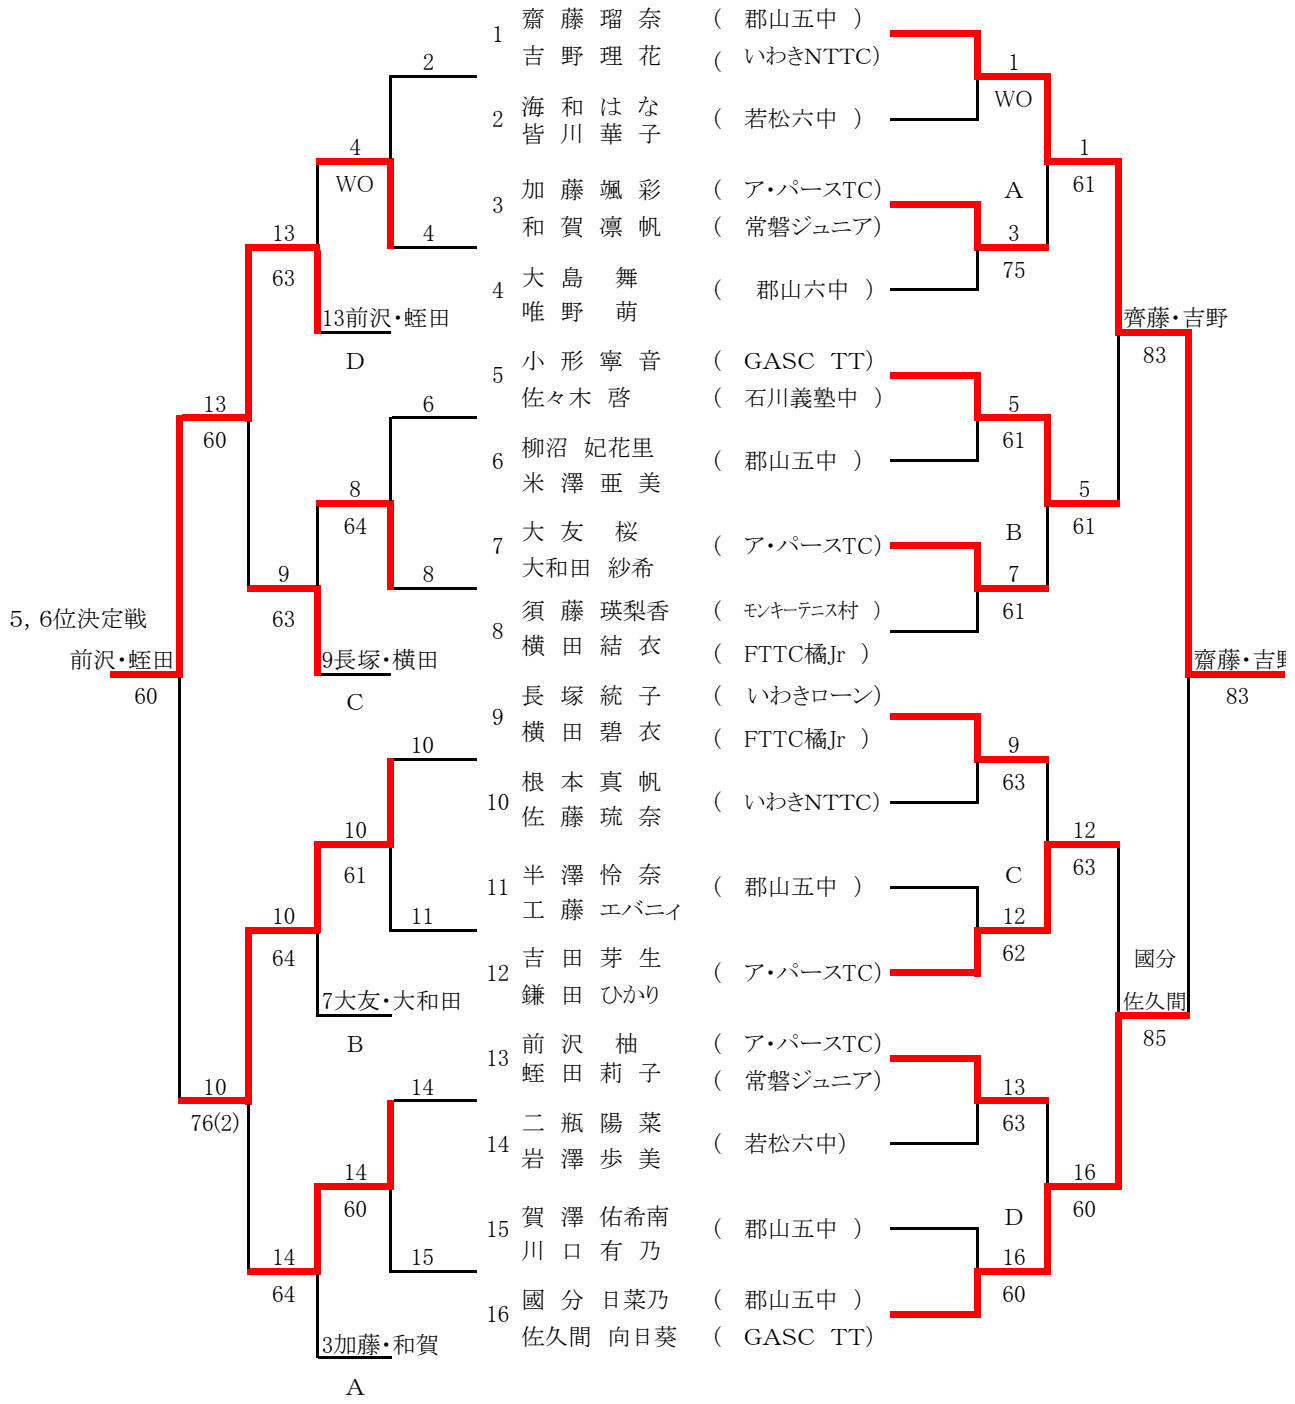 1 齋 藤 瑠 奈 ( 郡山五中 )
吉 野 理 花 ( いわきNTTC)
2 海 和 は な ( 若松六中 )
皆 川 華 子
3 加 藤 颯 彩 ( ア・パースTC)
和 賀 凛 帆 ( 常磐ジュニア)
4 大 島 舞 ( 郡山六中 )
唯 野 萌
5 小 形 寧 音 ( GASC TT)
佐々木 啓 ( 石川義塾中 )
6 柳沼 妃花里 ( 郡山五中 )
米 澤 亜 美
7 大 友 桜 ( ア・パースTC)
大和田 紗希
8 須 藤 瑛梨香 ( モンキーテニス村 )
横 田 結 衣 ( FTTC橘Jr )
9 長 塚 統 子 ( いわきローン)
横 田 碧 衣 ( FTTC橘Jr )
10 根 本 真 帆 ( いわきNTTC)
佐 藤 琉 奈
11 半 澤 怜 奈 ( 郡山五中 )
工 藤 エバニィ
12 吉 田 芽 生 ( ア・パースTC)
鎌 田 ひかり
13 前 沢 柚 ( ア・パースTC)
蛭 田 莉 子 ( 常磐ジュニア)
14 二 瓶 陽 菜 ( 若松六中)
岩 澤 歩 美
15 賀 澤 佑希南 ( 郡山五中 )
川 口 有 乃
16 國 分 日菜乃 ( 郡山五中 )
佐久間 向日葵 ( GASC TT)
2
4
WO
4
13
63
13前沢・蛭田
D
13
60
6
8
64
8
9
63
9長塚・横田
C
5, 6位決定戦
前沢・蛭田
60
10
10
61
11
10
64
7大友・大和田
B
10
76(2)
14
14
60
15
14
64
3加藤・和賀
A
1
WO
1
61
A
3
75
齊藤・吉野
83
5
61
5
61
B
7
61
齋藤・吉
83
9
63
12
63
C
12
62
國分
佐久間
85
13
63
16
60
D
16
60